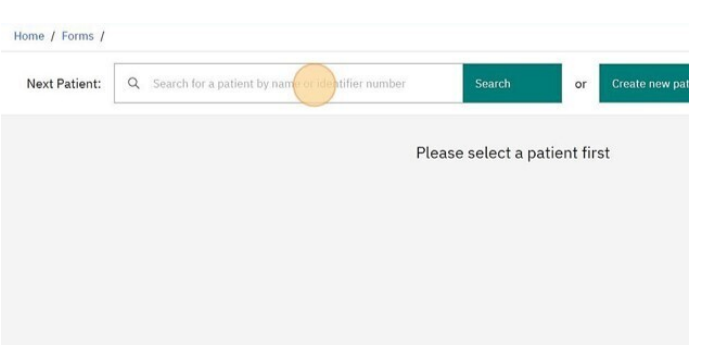 Home / Forms /
Next Patient: Search for a patient by name or identifier number Search or Create new pat
Please select a patient first